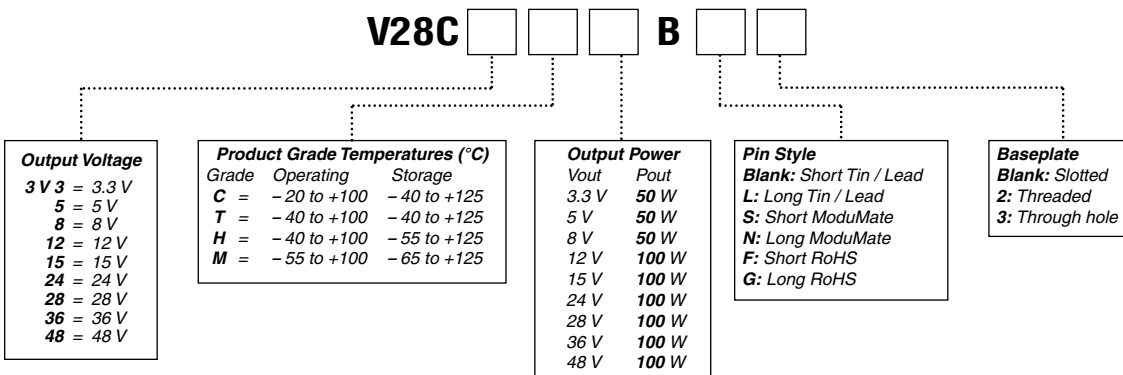 V28C B
Output Voltage
3 V 3 = 3.3 V
5 = 5 V
8 = 8 V
12 = 12 V
15 = 15 V
24 = 24 V
28 = 28 V
36 = 36 V
48 = 48 V
Product Grade Temperatures (°C)
Grade Operating Storage
C = – 20 to +100 – 40 to +125
T = – 40 to +100 – 40 to +125
H = – 40 to +100 – 55 to +125
M = – 55 to +100 – 65 to +125
Output Power
Vout Pout
3.3 V 50 W
5 V 50 W
8 V 50 W
12 V 100 W
15 V 100 W
24 V 100 W
28 V 100 W
36 V 100 W
48 V 100 W
Pin Style
Blank: Short Tin / Lead
L: Long Tin / Lead
S: Short ModuMate
N: Long ModuMate
F: Short RoHS
G: Long RoHS
Baseplate
Blank: Slotted
2: Threaded
3: Through hole